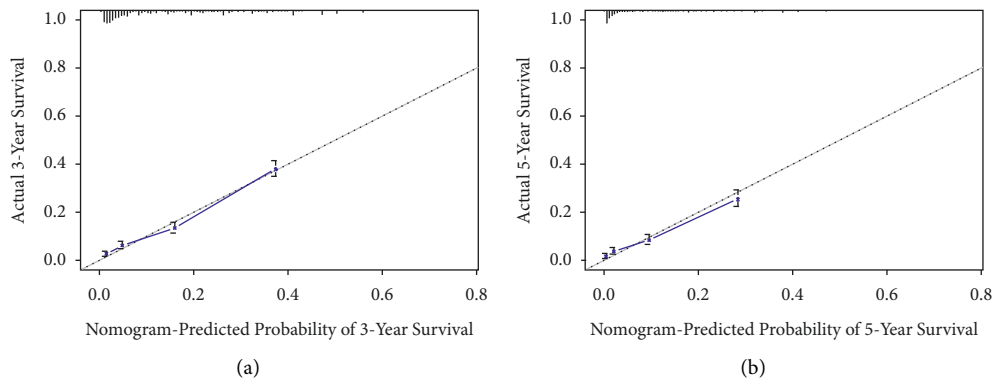 1.0
0.8
0.6
0.4
0.2
0.0
Actual 3-Year Survival
0.0 0.2 0.4 0.6 0.8
Nomogram-Predicted Probability of 3-Year Survival
(a)
1.0
0.8
0.6
0.4
0.2
0.0
Actual 5-Year Survival
0.0 0.2 0.4 0.6 0.8
Nomogram-Predicted Probability of 5-Year Survival
(b)